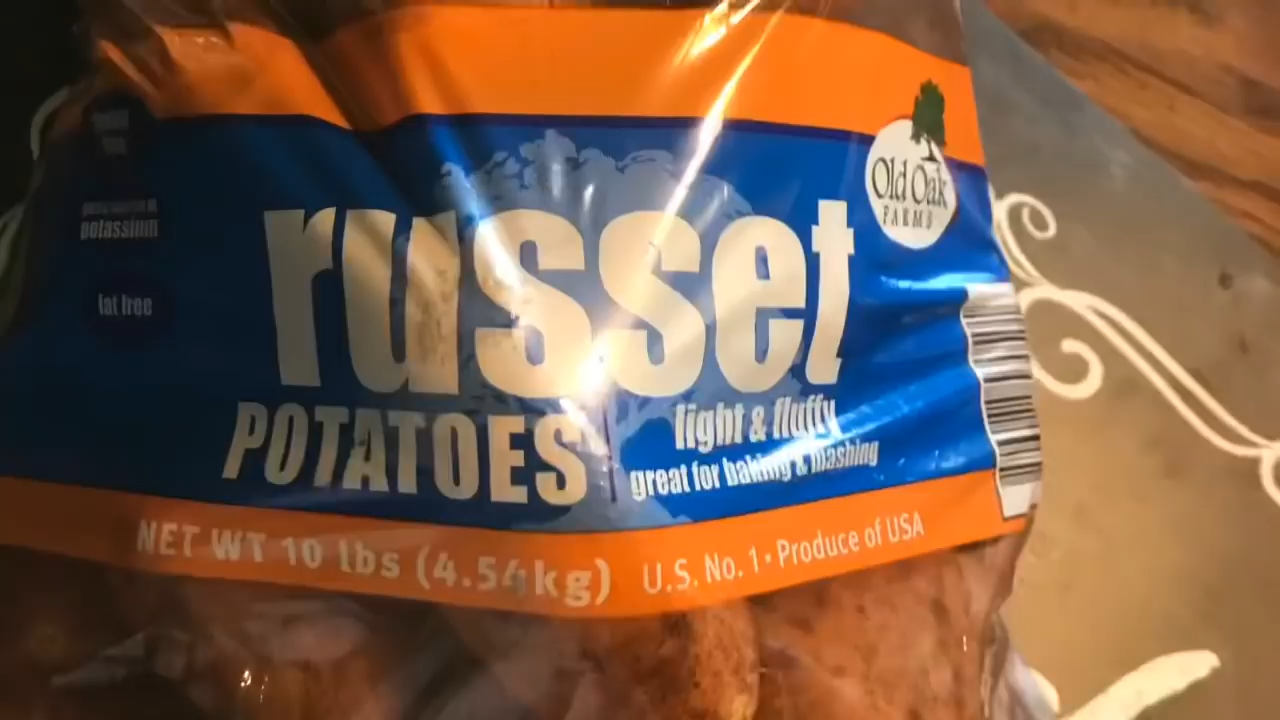 Old Oak
FARMS
potassium
fat free
russet
POTATOES
light & fluffy
great for baking & mashing
NET WT 10 lbs (4.54kg)
U.S. No. 1 • Produce of USA